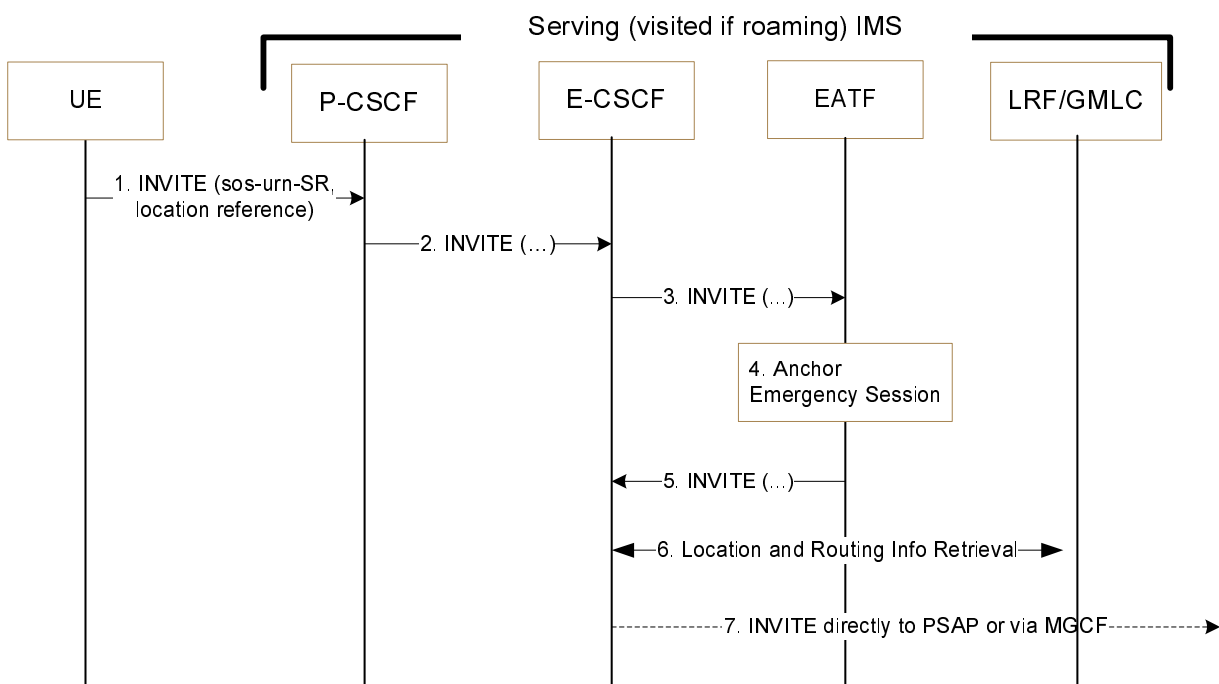 Serving (visited if roaming) IMS
UE
P-CSCF
E-CSCF
EATF
LRF/GMLC
1. INVITE (sos-urn-SR,
location reference)
2. INVITE (...)
3. INVITE (...)
4. Anchor
Emergency Session
5. INVITE (...)
6. Location and Routing Info Retrieval
7. INVITE directly to PSAP or via MGCF